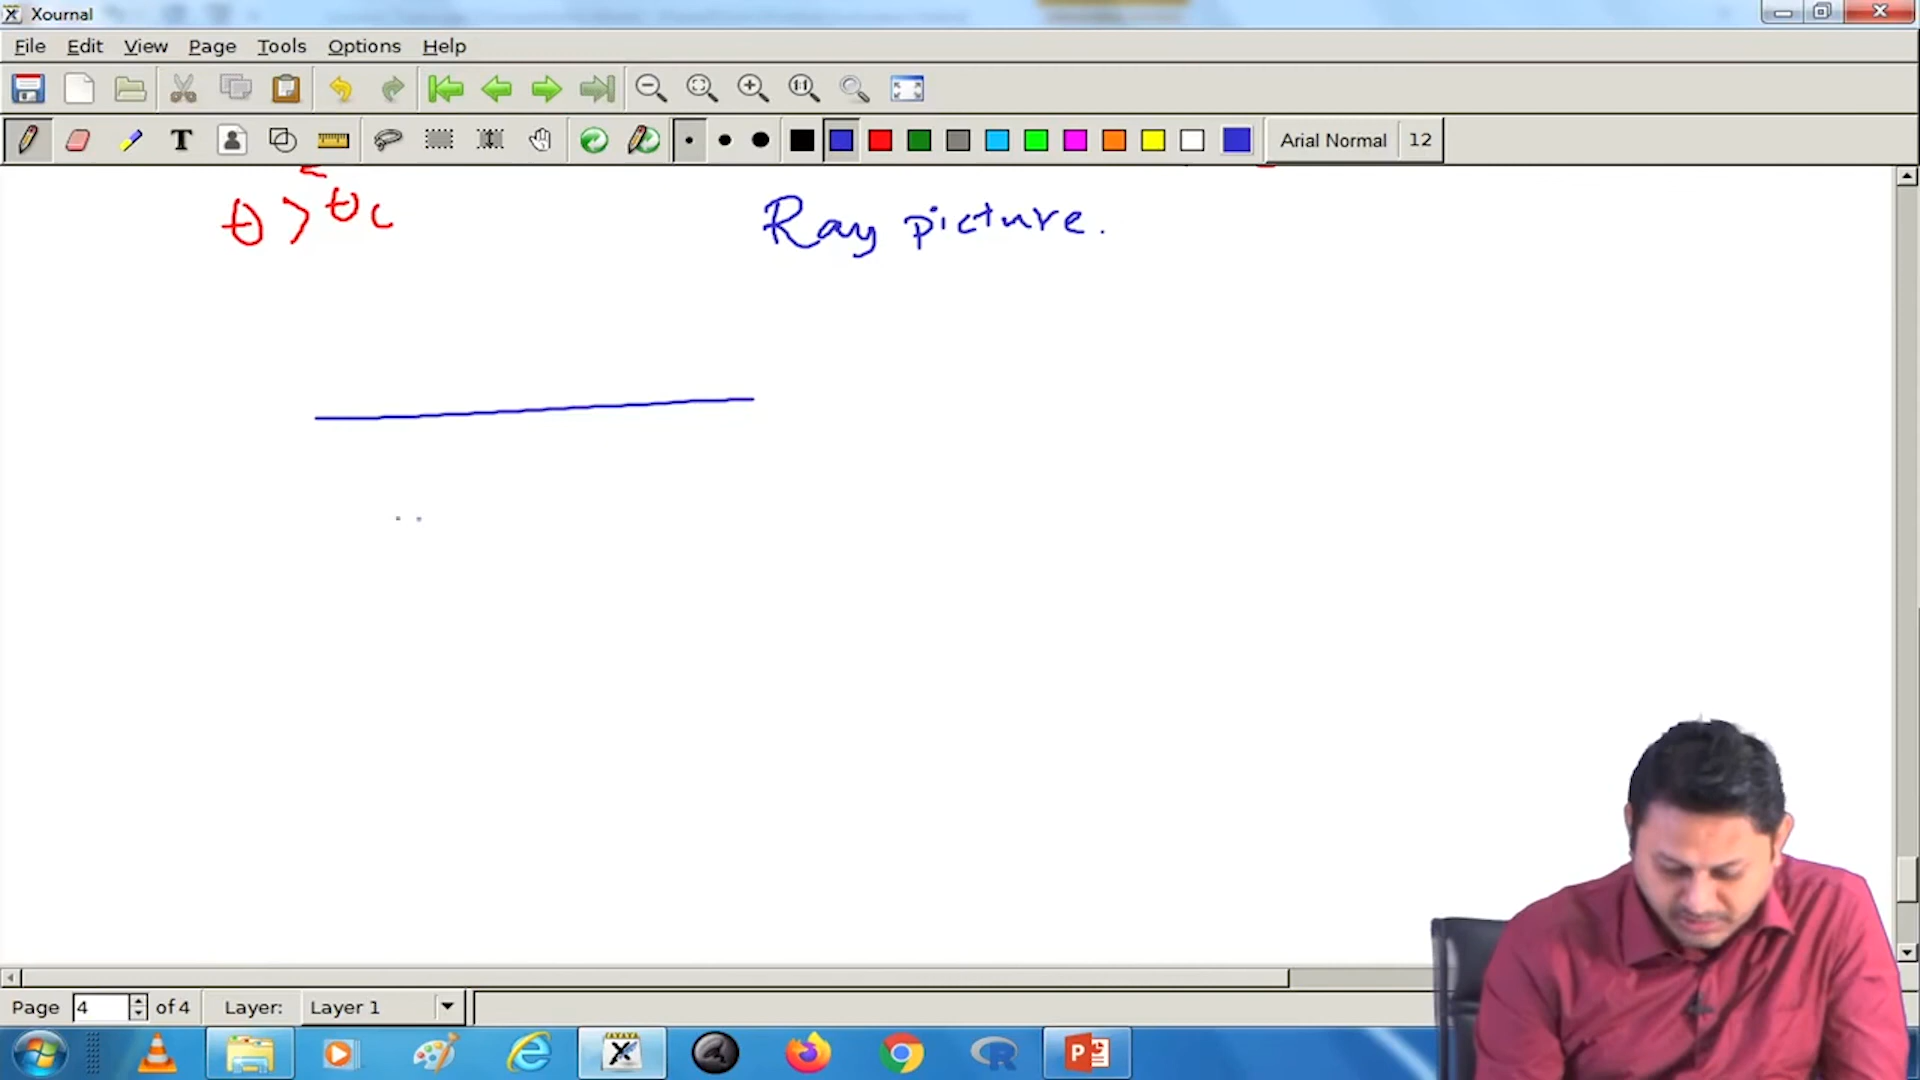 Xournal
File Edit View Page Tools Options Help
T Arial Normal 12
θ > θc
Ray picture.
Page 4 of 4 Layer: Layer 1